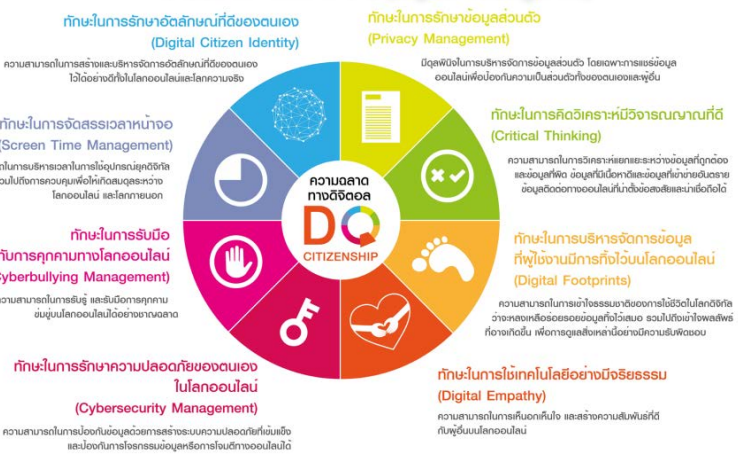 ทักษะในการรักษาอัตลักษณ์ที่ดีของตนเอง
(Digital Citizen Identity)
ความสามารถในการสร้างและบริหารจัดการอัตลักษณ์ที่ดีของตนเอง
ไว้ได้อย่างดีทั้งในโลกออนไลน์และโลกความจริง
ทักษะในการรักษาข้อมูลส่วนตัว
(Privacy Management)
มีดุลพินิจในการบริหารจัดการข้อมูลส่วนตัว โดยเฉพาะการแชร์ข้อมูล
ออนไลน์เพื่อป้องกันความเป็นส่วนตัวทั้งของตนเองและผู้อื่น
ทักษะในการคิดวิเคราะห์มีวิจารณญาณที่ดี
(Critical Thinking)
ความสามารถในการวิเคราะห์แยกแยะระหว่างข้อมูลที่ถูกต้อง
และข้อมูลที่ผิด ข้อมูลที่มีเนื้อหาดีและข้อมูลที่เข้าข่ายอันตราย
ข้อมูลติดต่อทางออนไลน์ที่น่าตั้งข้อสงสัยและน่าเชื่อถือได้
ทักษะในการบริหารจัดการข้อมูล
ที่ผู้ใช้งานมีการทิ้งไว้บนโลกออนไลน์
(Digital Footprints)
ความสามารถในการเข้าใจธรรมชาติของการใช้ชีวิตในโลกดิจิทัล
ว่าจะหลงเหลือร่อยรอยข้อมูลทิ้งไว้เสมอ รวมไปถึงเข้าใจผลลัพธ์
ที่อาจเกิดขึ้น เพื่อการดูแลสิ่งเหล่านี้อย่างมีความรับผิดชอบ
ทักษะในการใช้เทคโนโลยีอย่างมีจริยธรรม
(Digital Empathy)
ความสามารถในการเห็นอกเห็นใจ และสร้างความสัมพันธ์ที่ดี
กับผู้อื่นบนโลกออนไลน์
ทักษะในการจัดสรรเวลาหน้าจอ
(Screen Time Management)
ในการบริหารเวลาในการใช้อุปกรณ์ยุคดิจิทัล
รวมไปถึงการควบคุมเพื่อให้เกิดสมดุลระหว่าง
โลกออนไลน์ และโลกภายนอก
ทักษะในการรับมือ
กับการคุกคามทางโลกออนไลน์
Cyberbullying Management)
ความสามารถในการรับรู้ และรับมือการคุกคาม
ข่มขู่บนโลกออนไลน์ได้อย่างชาญฉลาด
ทักษะในการรักษาความปลอดภัยของตนเอง
ในโลกออนไลน์
(Cybersecurity Management)
ความสามารถในการป้องกันข้อมูลด้วยการสร้างระบบความปลอดภัยที่เข้มแข็ง
และป้องกันการโจรกรรมข้อมูลหรือการโจมตีทางออนไลน์ได้
ความฉลาด
ทางดิจิตอล
DQ
CITIZENSHIP